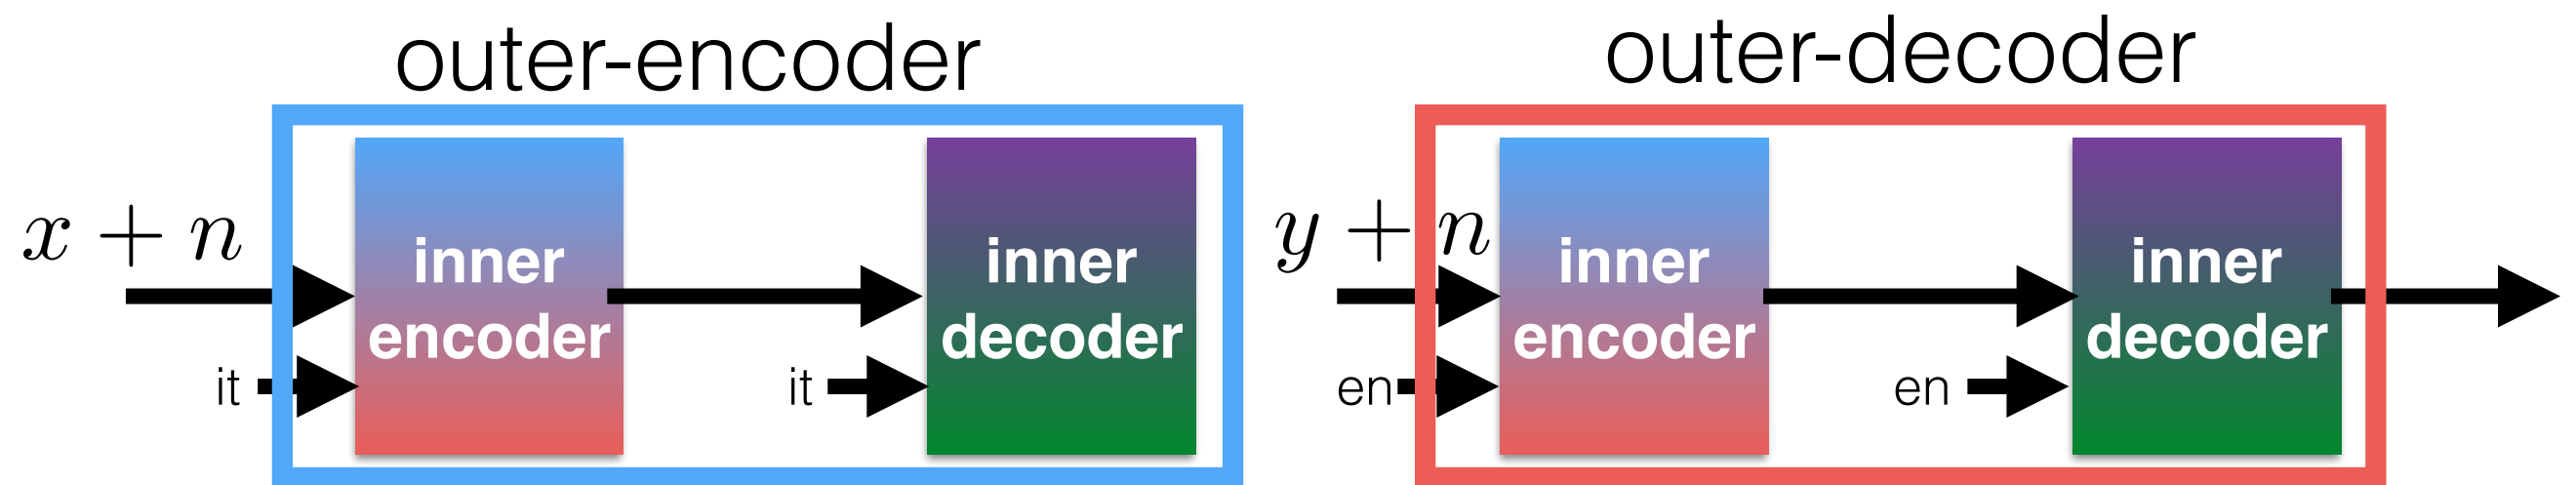 outer-encoder
outer-decoder
x + n
y + n
inner
encoder
inner
decoder
inner
encoder
inner
decoder
it
it
en
en